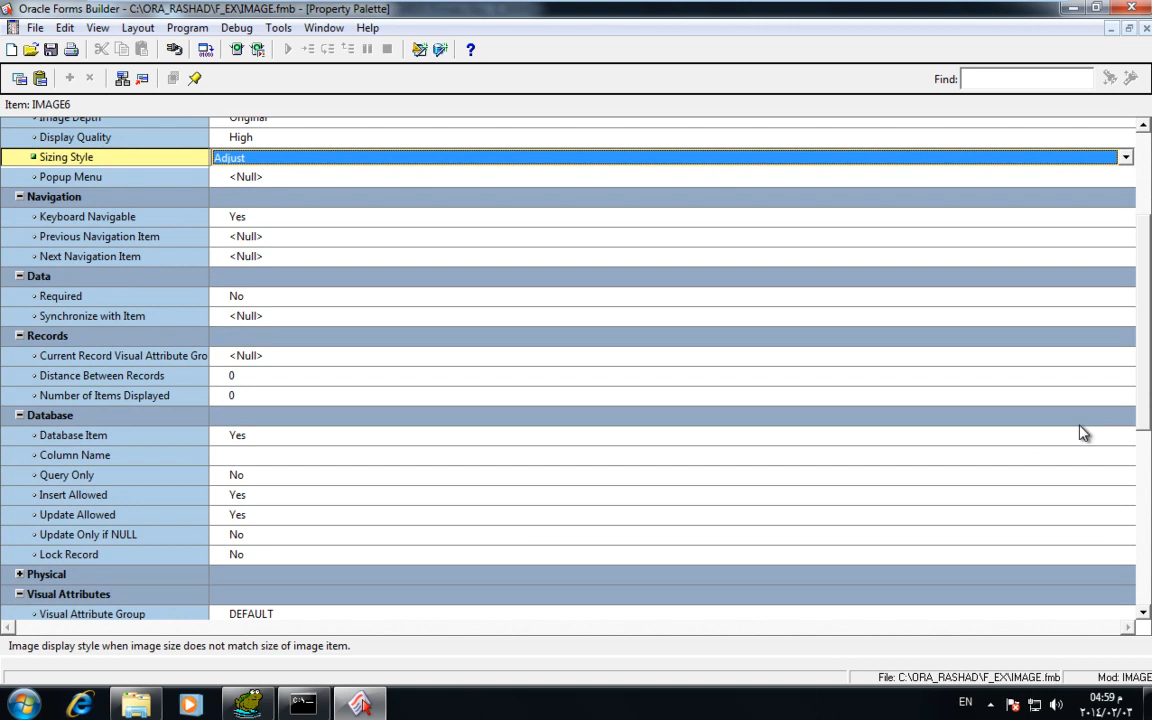 Oracle Forms Builder - C:\ORA_RASHAD\F_EX\IMAGE.fmb - [Property Palette]
File Edit View Layout Program Debug Tools Window Help
Find:
Item: IMAGE6
Image Depth Original
Display Quality High
Sizing Style Adjust
Popup Menu <Null>
Navigation
Keyboard Navigable Yes
Previous Navigation Item <Null>
Next Navigation Item <Null>
Data
Required No
Synchronize with Item <Null>
Records
Current Record Visual Attribute Gro <Null>
Distance Between Records 0
Number of Items Displayed 0
Database
Database Item Yes
Column Name
Query Only No
Insert Allowed Yes
Update Allowed Yes
Update Only if NULL No
Lock Record No
Physical
Visual Attributes
Visual Attribute Group DEFAULT
Image display style when image size does not match size of image item.
File: C:\ORA_RASHAD\F_EX\IMAGE.fmb Mod: IMAGE
EN 04:59 م
٢٠١٤/٠٢/٠٣